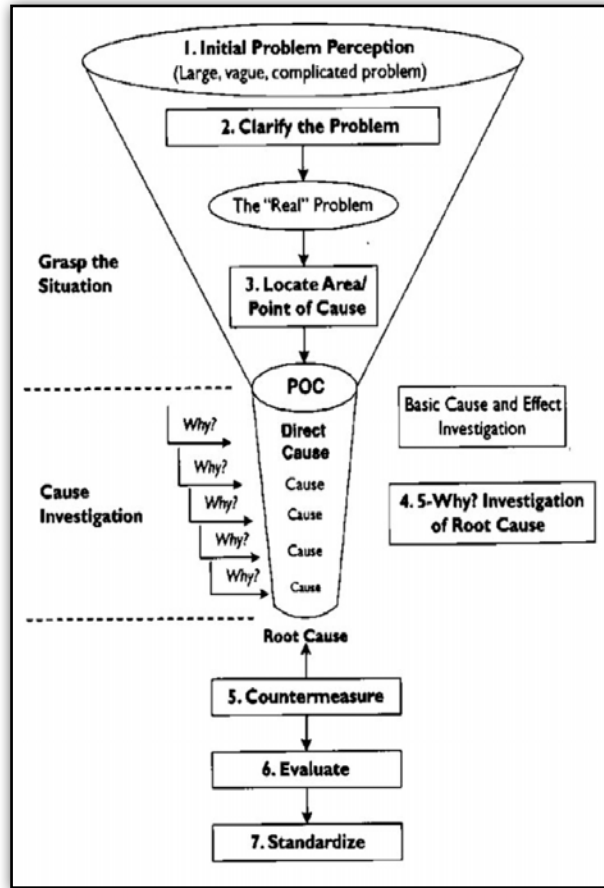 1. Initial Problem Perception
(Large, vague, complicated problem)
2. Clarify the Problem
The "Real" Problem
Grasp the
Situation
3. Locate Area/
Point of Cause
POC
Basic Cause and Effect
Investigation
Why?
Direct
Cause
Why?
Cause
Cause
Investigation
Why?
Cause
4. 5-Why? Investigation
of Root Cause
Why?
Cause
Why?
Cause
Root Cause
5. Countermeasure
6. Evaluate
7. Standardize